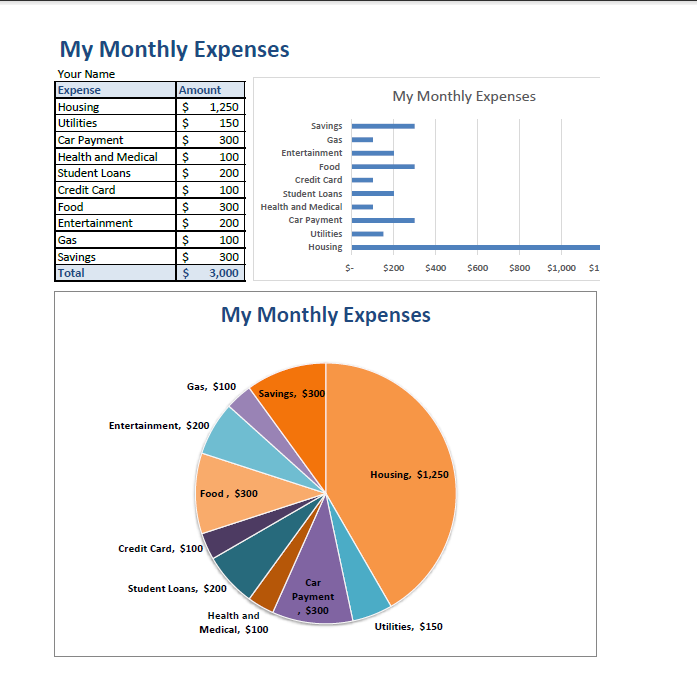 My Monthly Expenses
Your Name
Expense Amount
Housing $ 1,250
Utilities $ 150
Car Payment $ 300
Health and Medical $ 100
Student Loans $ 200
Credit Card $ 100
Food $ 300
Entertainment $ 200
Gas $ 100
Savings $ 300
Total $ 3,000
My Monthly Expenses
Savings
Gas
Entertainment
Food
Credit Card
Student Loans
Health and Medical
Car Payment
Utilities
Housing
$- $200 $400 $600 $800 $1,000 $1
My Monthly Expenses
Gas, $100
Savings, $300
Entertainment, $200
Housing, $1,250
Food , $300
Credit Card, $100
Student Loans, $200
Car
Payment
, $300
Health and
Medical, $100
Utilities, $150